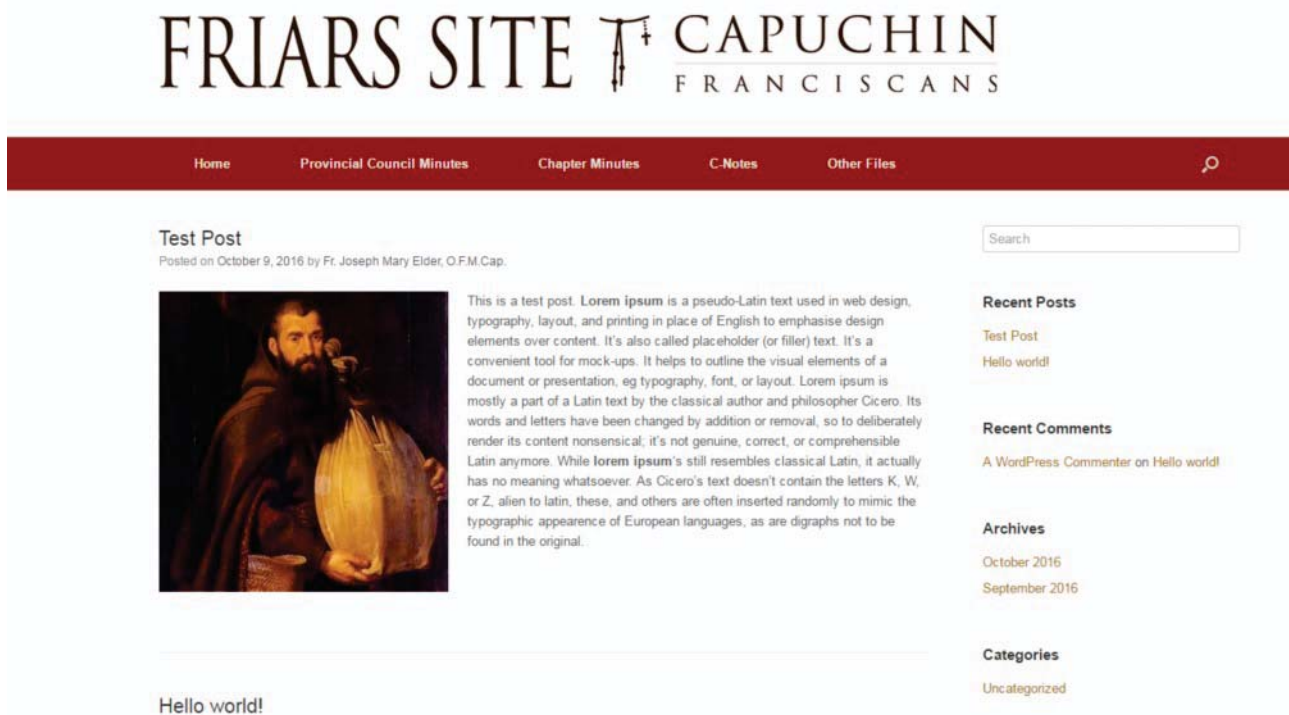 FRIARS SITE CAPUCHIN
FRANCISCANS
Home Provincial Council Minutes Chapter Minutes C-Notes Other Files
Test Post
Posted on October 9, 2016 by Fr. Joseph Mary Elder, O.F.M.Cap.
This is a test post. Lorem ipsum is a pseudo-Latin text used in web design,
typography, layout, and printing in place of English to emphasise design
elements over content. It's also called placeholder (or filler) text. It's a
convenient tool for mock-ups. It helps to outline the visual elements of a
document or presentation, eg typography, font, or layout. Lorem ipsum is
mostly a part of a Latin text by the classical author and philosopher Cicero. Its
words and letters have been changed by addition or removal, so to deliberately
render its content nonsensical; it's not genuine, correct, or comprehensible
Latin anymore. While lorem ipsum's still resembles classical Latin, it actually
has no meaning whatsoever. As Cicero's text doesn't contain the letters K, W,
or Z, alien to latin, these, and others are often inserted randomly to mimic the
typographic appearence of European languages, as are digraphs not to be
found in the original.
Hello world!
Search
Recent Posts
Test Post
Hello world!
Recent Comments
A WordPress Commenter on Hello world!
Archives
October 2016
September 2016
Categories
Uncategorized